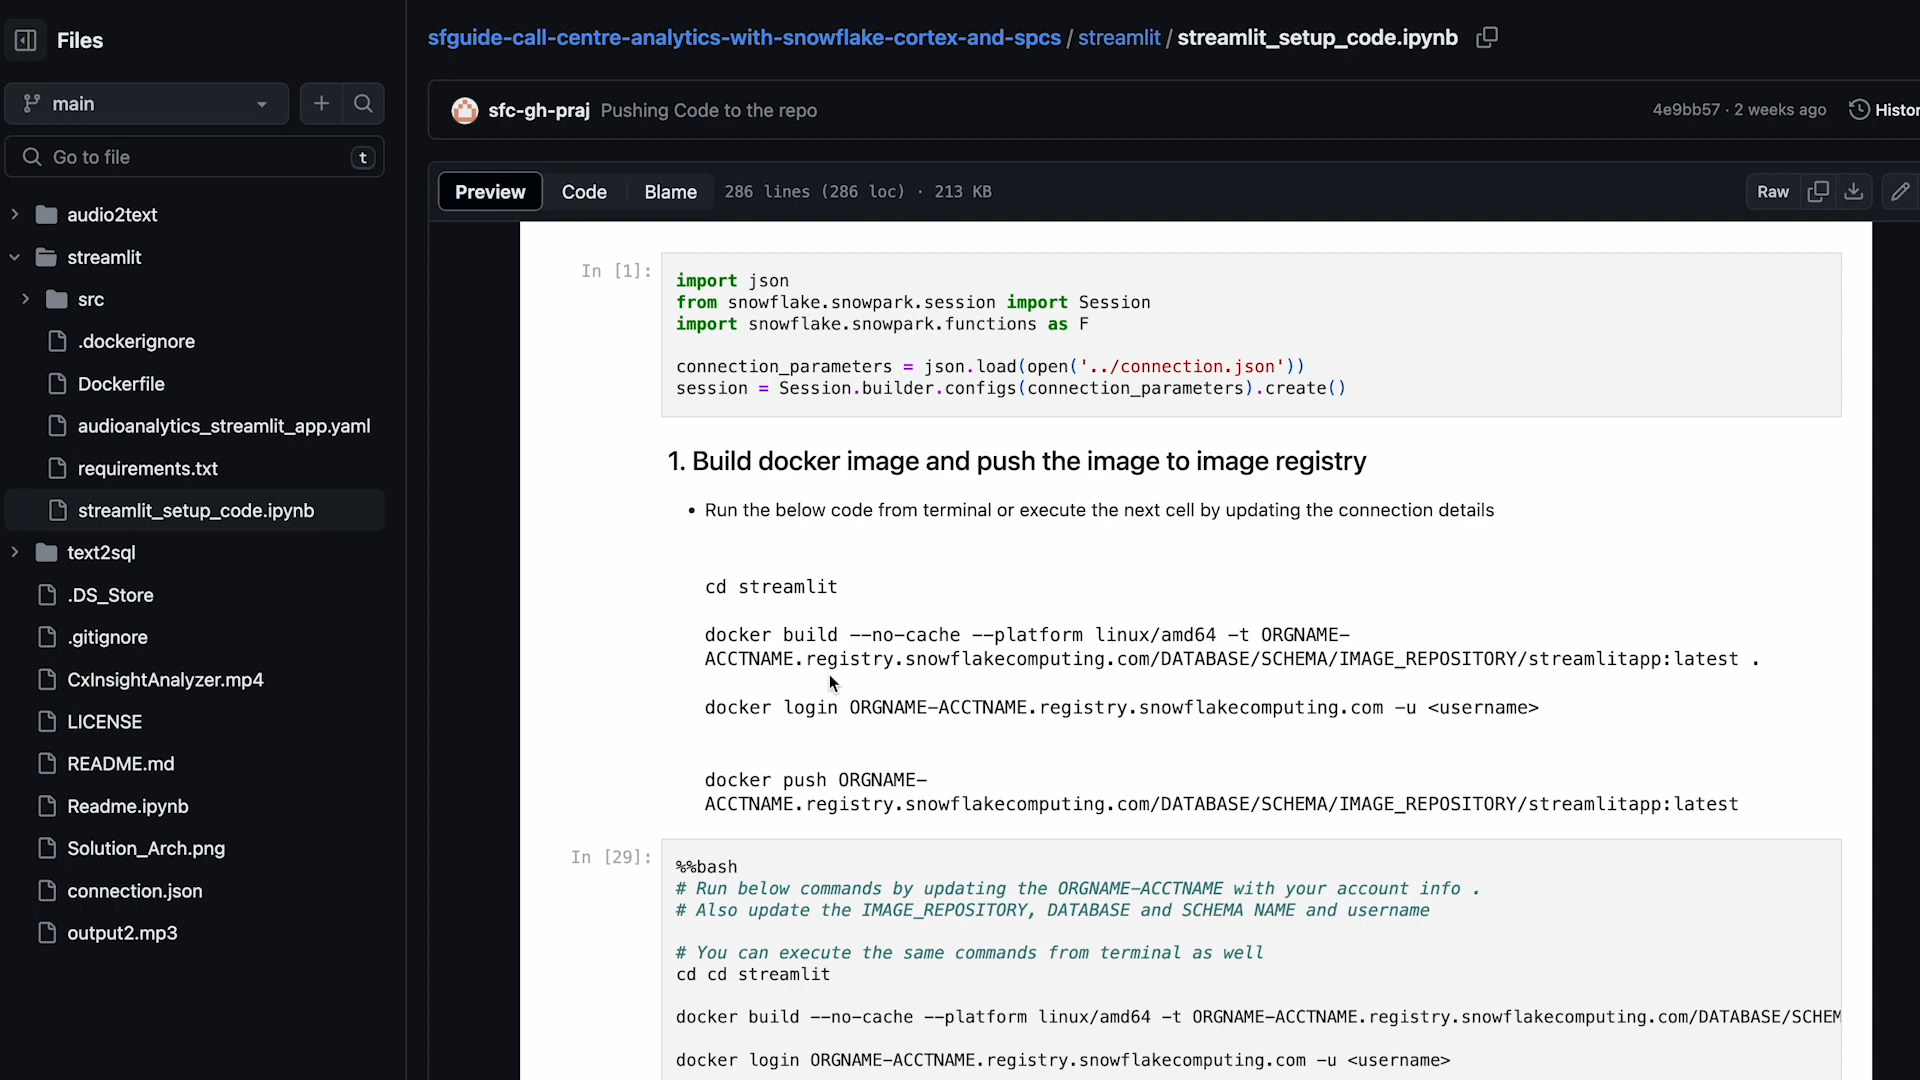 Files
main
Go to file
t
audio2text
streamlit
src
.dockerignore
Dockerfile
audioanalytics_streamlit_app.yaml
requirements.txt
streamlit_setup_code.ipynb
text2sql
.DS_Store
.gitignore
CxInsightAnalyzer.mp4
LICENSE
README.md
Readme.ipynb
Solution_Arch.png
connection.json
output2.mp3
sfguide-call-centre-analytics-with-snowflake-cortex-and-spcs / streamlit / streamlit_setup_code.ipynb
sfc-gh-praj Pushing Code to the repo
4e9bb57 · 2 weeks ago Histor
Preview Code Blame 286 lines (286 loc) · 213 KB
Raw
In [1]:
import json
from snowflake.snowpark.session import Session
import snowflake.snowpark.functions as F
connection_parameters = json.load(open('../connection.json'))
session = Session.builder.configs(connection_parameters).create()
1. Build docker image and push the image to image registry
• Run the below code from terminal or execute the next cell by updating the connection details
cd streamlit
docker build --no-cache --platform linux/amd64 -t ORGNAME-
ACCTNAME.registry.snowflakecomputing.com/DATABASE/SCHEMA/IMAGE_REPOSITORY/streamlitapp:latest .
docker login ORGNAME-ACCTNAME.registry.snowflakecomputing.com -u <username>
docker push ORGNAME-
ACCTNAME.registry.snowflakecomputing.com/DATABASE/SCHEMA/IMAGE_REPOSITORY/streamlitapp:latest
In [29]:
%%bash
# Run below commands by updating the ORGNAME-ACCTNAME with your account info .
# Also update the IMAGE_REPOSITORY, DATABASE and SCHEMA NAME and username
# You can execute the same commands from terminal as well
cd cd streamlit
docker build --no-cache --platform linux/amd64 -t ORGNAME-ACCTNAME.registry.snowflakecomputing.com/DATABASE/SCHEM
docker login ORGNAME-ACCTNAME.registry.snowflakecomputing.com -u <username>